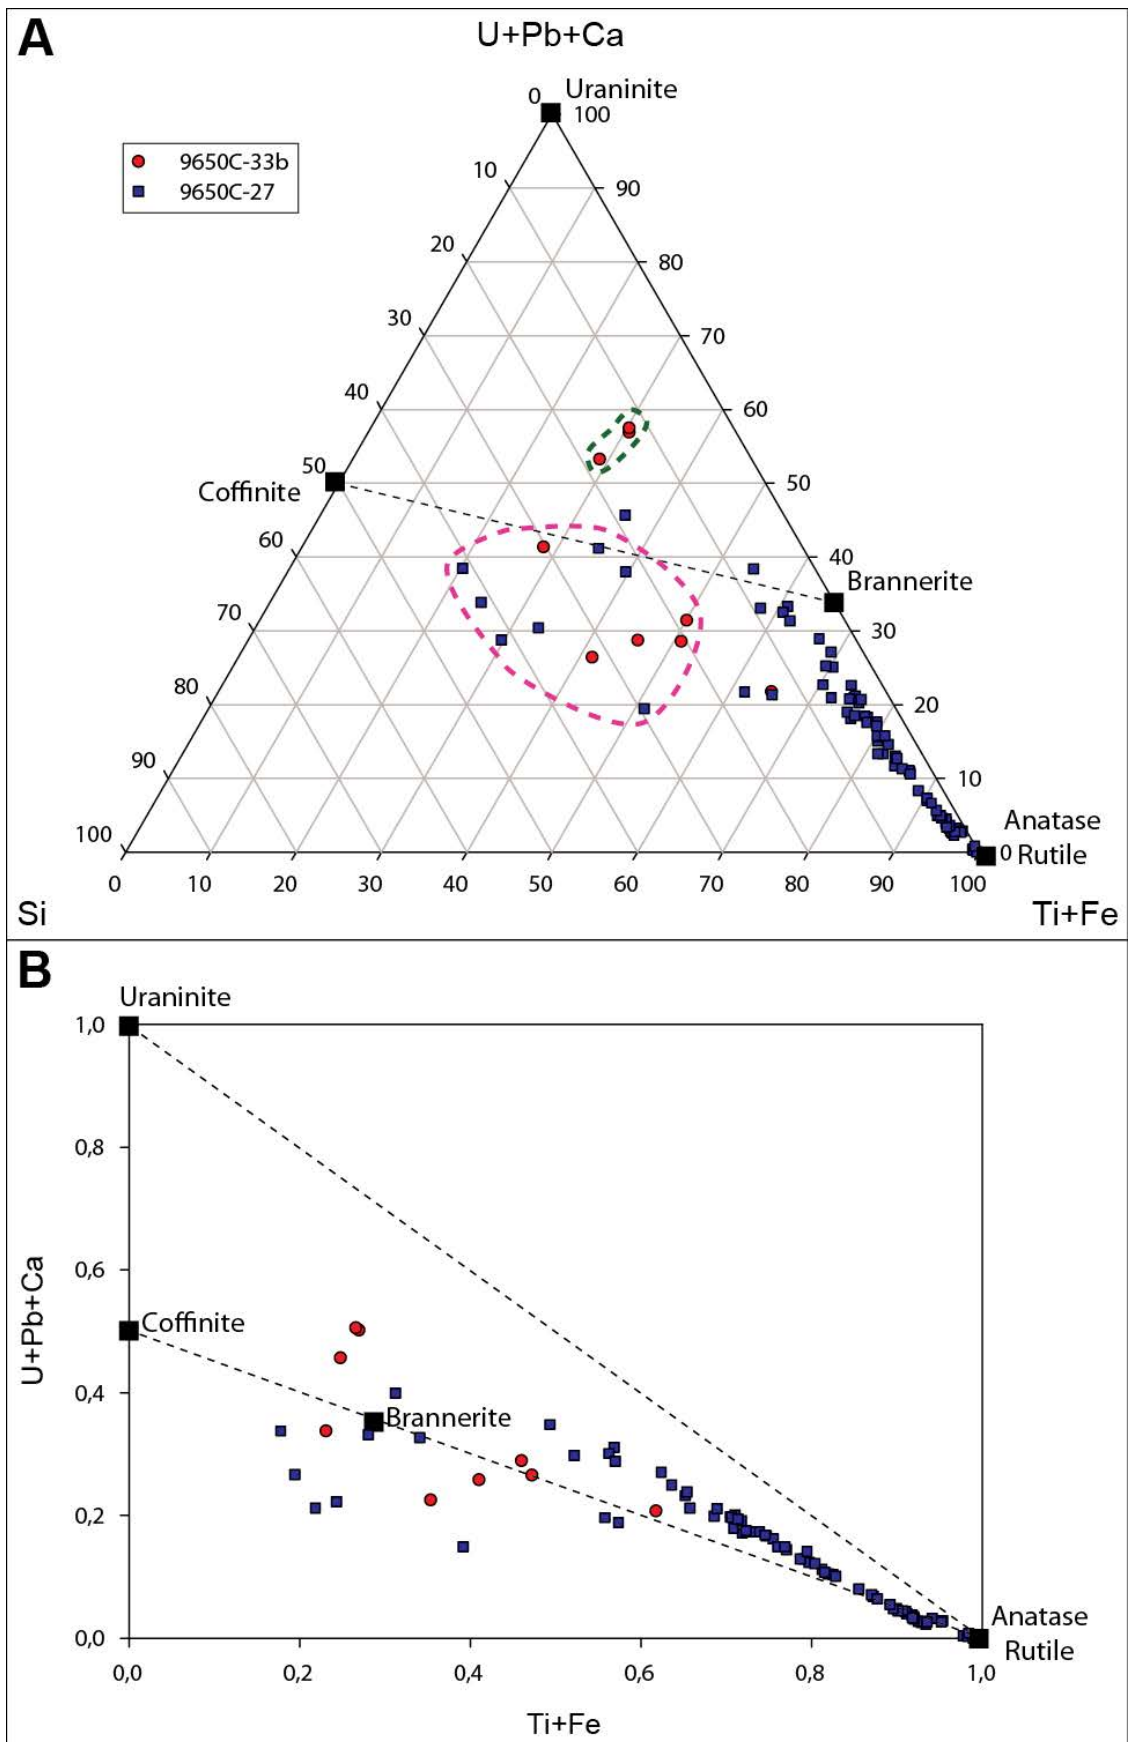 A
U+Pb+Ca
Uraninite
0
100
9650C-33b
9650C-27
10
90
20
80
30
70
40
60
50
50
Coffinite
60
40
Brannerite
70
30
80
20
90
10
Anatase
100
0 Rutile
0 10 20 30 40 50 60 70 80 90 100
Si
Ti+Fe
B
Uraninite
1,0
0,8
0,6
U+Pb+Ca
Coffinite
0,4
Brannerite
0,2
Anatase
0,0
Rutile
0,0 0,2 0,4 0,6 0,8 1,0
Ti+Fe